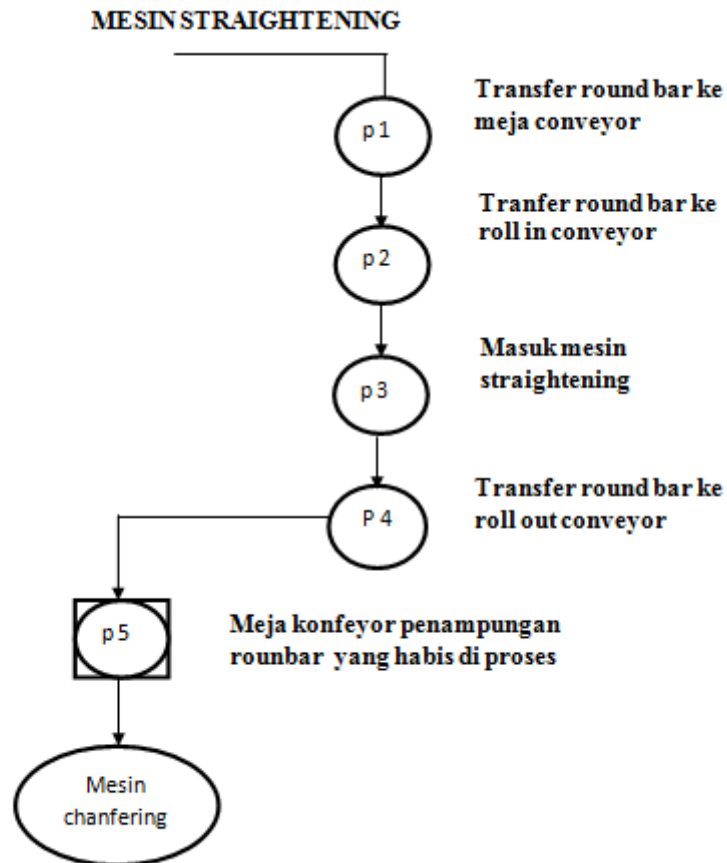 MESIN STRAIGHTENING
p 1
Transfer round bar ke
meja conveyor
p 2
Tranfer round bar ke
roll in conveyor
p 3
Masuk mesin
straightening
P 4
Transfer round bar ke
roll out conveyor
p 5
Meja konfeyor penampungan
rounbar yang habis di proses
Mesin
chanfering